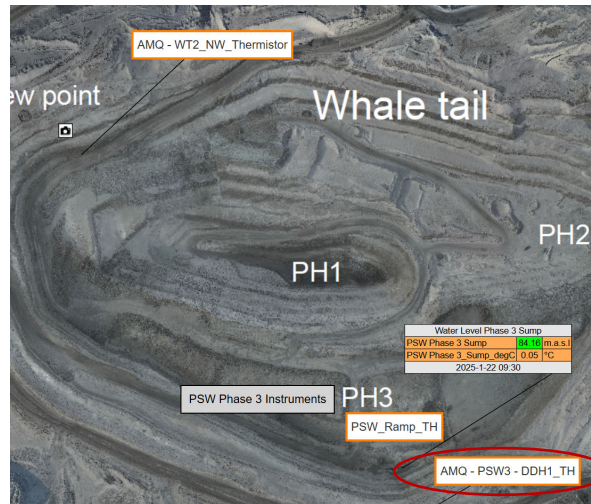 AMQ - WT2_NW_Thermistor
ew point
Whale tail
PH2
PH1
Water Level Phase 3 Sump
PSW Phase 3 Sump 84.16 m.a.s.l
PSW Phase 3_Sump_degC 0.05 °C
2025-1-22 09:30
PSW Phase 3 Instruments
PH3
PSW_Ramp_TH
AMQ - PSW3 - DDH1_TH